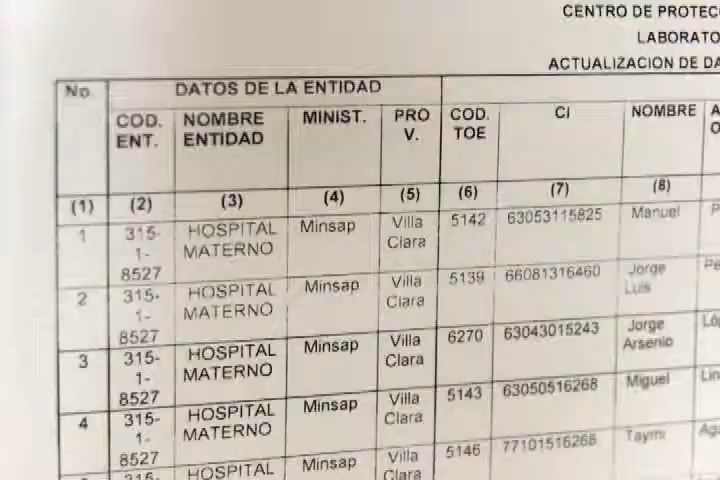 CENTRO DE PROTEC
LABORATO
ACTUALIZACION DE DA
No. DATOS DE LA ENTIDAD
COD. ENT. NOMBRE ENTIDAD MINIST. PRO V. COD. TOE CI NOMBRE A O
(1) (2) (3) (4) (5) (6) (7) (8)
1 315-1-8527 HOSPITAL MATERNO Minsap Villa Clara 5142 63053115825 Manuel P
2 315-1-8527 HOSPITAL MATERNO Minsap Villa Clara 5139 66081316460 Jorge Luis Pé
3 315-1-8527 HOSPITAL MATERNO Minsap Villa Clara 6270 63043015243 Jorge Arsenio Ló
4 315-1-8527 HOSPITAL MATERNO Minsap Villa Clara 5143 63050516268 Miguel Lin
315- HOSPITAL Minsap Villa Clara 5146 77101516268 Taymi